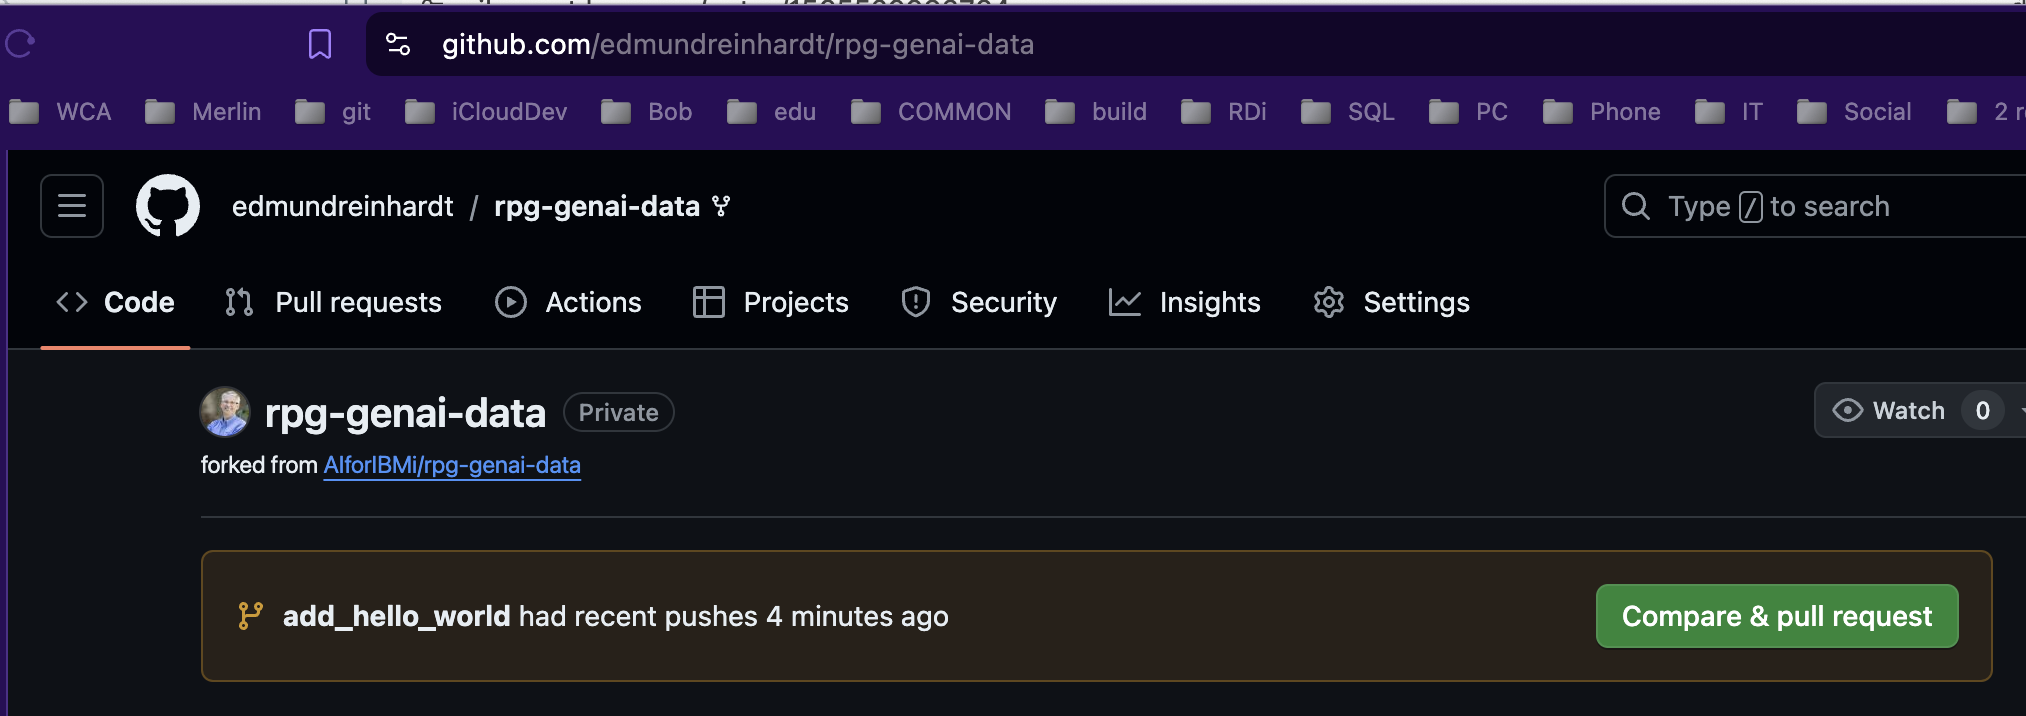 github.com/edmundreinhardt/rpg-genai-data
WCA Merlin git iCloudDev Bob edu COMMON build RDi SQL PC Phone IT Social 2
edmundreinhardt / rpg-genai-data
Type / to search
Code Pull requests Actions Projects Security Insights Settings
rpg-genai-data Private
Watch 0
forked from AIforIBMi/rpg-genai-data
add_hello_world had recent pushes 4 minutes ago
Compare & pull request